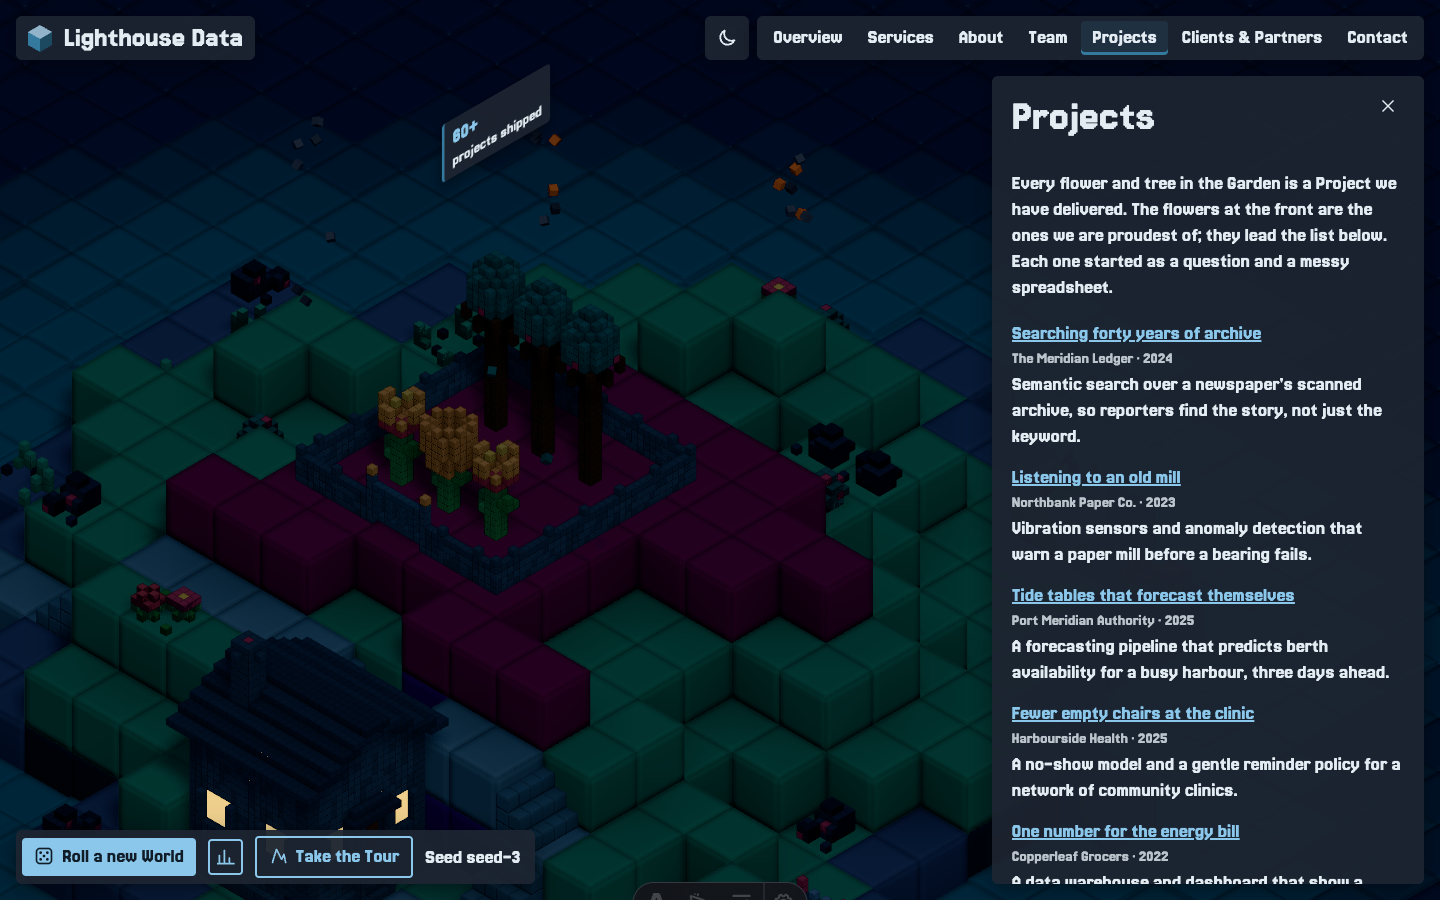 Lighthouse Data
Overview Services About Team Projects Clients & Partners Contact
60+
projects shipped
Projects
Every flower and tree in the Garden is a Project we
have delivered. The flowers at the front are the
ones we are proudest of; they lead the list below.
Each one started as a question and a messy
spreadsheet.
Searching forty years of archive
The Meridian Ledger · 2024
Semantic search over a newspaper's scanned
archive, so reporters find the story, not just the
keyword.
Listening to an old mill
Northbank Paper Co. · 2023
Vibration sensors and anomaly detection that
warn a paper mill before a bearing fails.
Tide tables that forecast themselves
Port Meridian Authority · 2025
A forecasting pipeline that predicts berth
availability for a busy harbour, three days ahead.
Fewer empty chairs at the clinic
Harbourside Health · 2025
A no-show model and a gentle reminder policy for a
network of community clinics.
One number for the energy bill
Copperleaf Grocers · 2022
A data warehouse and dashboard that show a
Roll a new World
Take the Tour
Seed seed-3